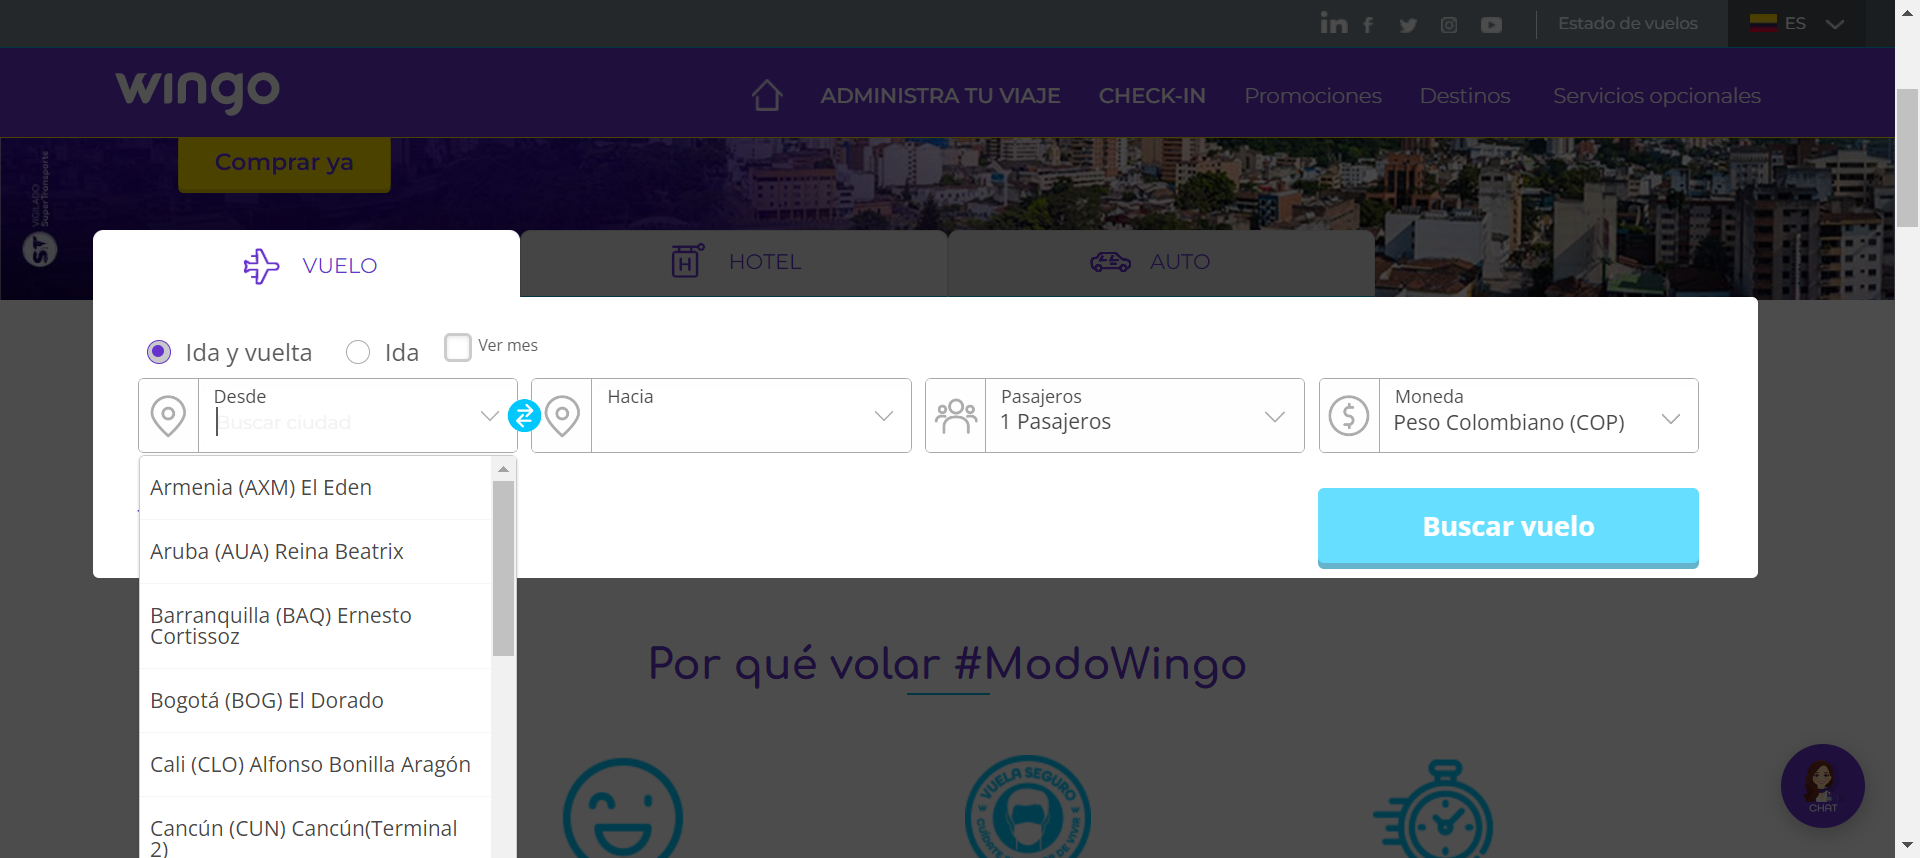 Estado de vuelos
ES
wingo
ADMINISTRA TU VIAJE
CHECK-IN
Promociones
Destinos
Servicios opcionales
Comprar ya
VIGILADO
SuperTransporte
ST
VUELO
HOTEL
AUTO
Ida y vuelta
Ida
Ver mes
Desde
Buscar ciudad
Hacia
Pasajeros
1 Pasajeros
Moneda
Peso Colombiano (COP)
Armenia (AXM) El Eden
Aruba (AUA) Reina Beatrix
Barranquilla (BAQ) Ernesto
Cortissoz
Bogotá (BOG) El Dorado
Cali (CLO) Alfonso Bonilla Aragón
Cancún (CUN) Cancún(Terminal
2)
Buscar vuelo
Por qué volar #ModoWingo
VUELA SEGURO
CHAT